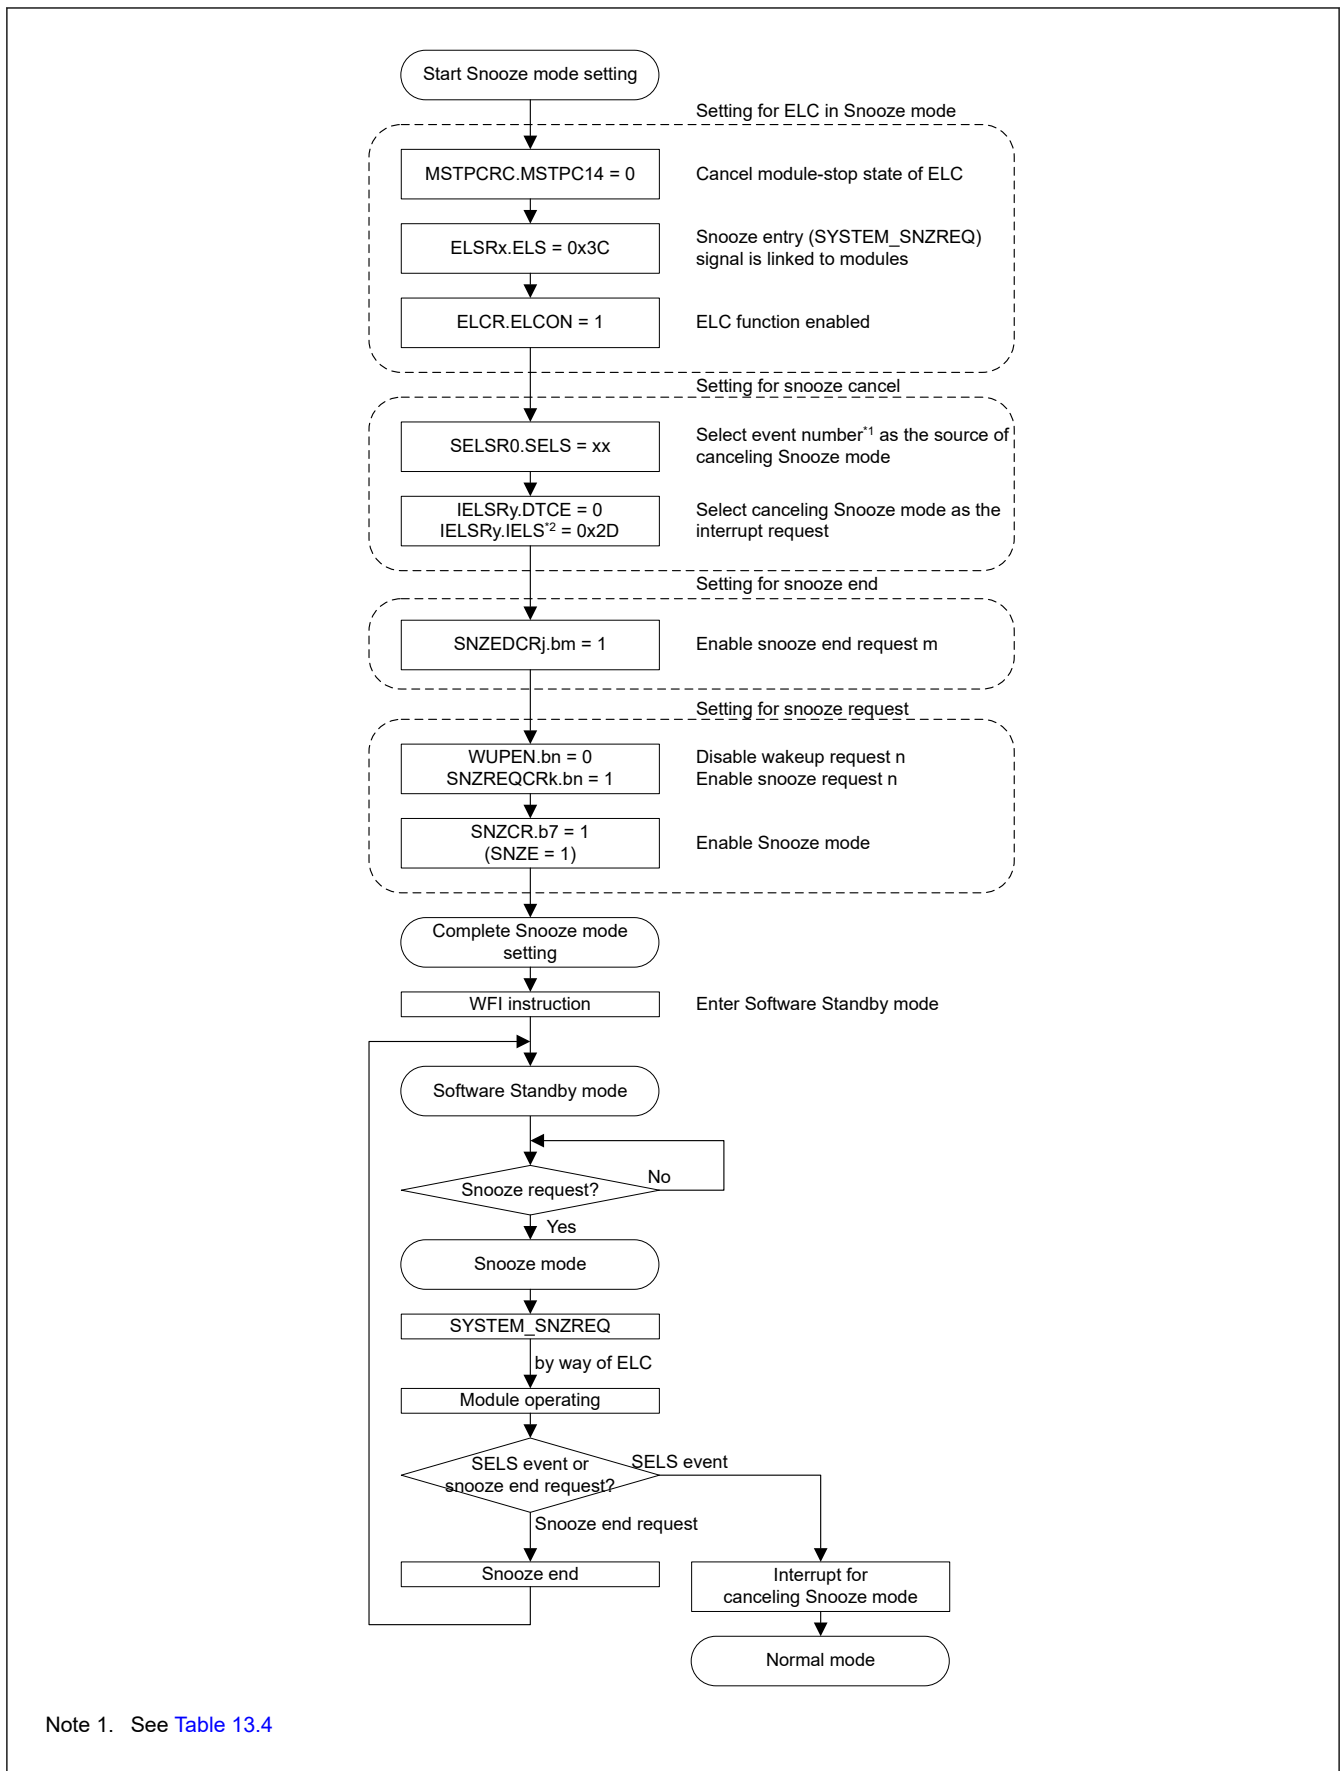 Start Snooze mode setting
Setting for ELC in Snooze mode
MSTPCRC.MSTPC14 = 0
Cancel module-stop state of ELC
ELSRx.ELS = 0x3C
Snooze entry (SYSTEM_SNZREQ)
signal is linked to modules
ELCR.ELCON = 1
ELC function enabled
Setting for snooze cancel
SELSR0.SELS = xx
Select event number*1 as the source of
canceling Snooze mode
IELSRy.DTCE = 0
IELSRy.IELS*2 = 0x2D
Select canceling Snooze mode as the
interrupt request
Setting for snooze end
SNZEDCRj.bm = 1
Enable snooze end request m
Setting for snooze request
WUPEN.bn = 0
SNZREQCRk.bn = 1
Disable wakeup request n
Enable snooze request n
SNZCR.b7 = 1
(SNZE = 1)
Enable Snooze mode
Complete Snooze mode
setting
WFI instruction
Enter Software Standby mode
Software Standby mode
Snooze request?
No
Yes
Snooze mode
SYSTEM_SNZREQ
by way of ELC
Module operating
SELS event or
snooze end request?
SELS event
Snooze end request
Snooze end
Interrupt for
canceling Snooze mode
Normal mode
Note 1. See Table 13.4